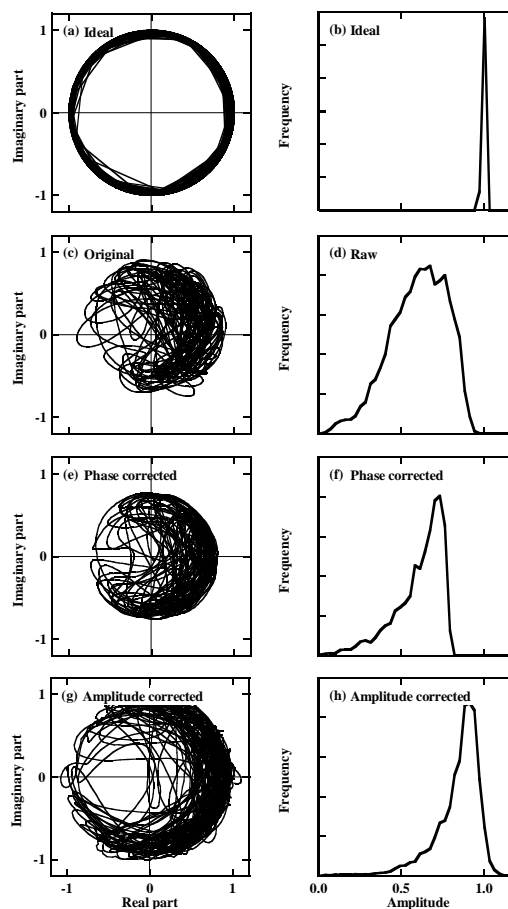 (a) Ideal
Imaginary part
1
0
-1
(b) Ideal
Frequency
(c) Original
Imaginary part
1
0
-1
(d) Raw
Frequency
(e) Phase corrected
Imaginary part
1
0
-1
(f) Phase corrected
Frequency
(g) Amplitude corrected
Imaginary part
1
0
-1
-1 0 1
Real part
(h) Amplitude corrected
Frequency
0.0 0.5 1.0
Amplitude